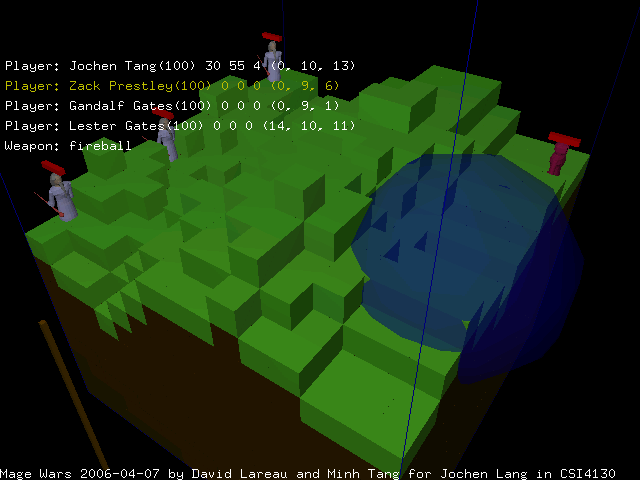 Player: Jochen Tang(100) 30 55 4 (0, 10, 13)
Player: Zack Prestley(100) 0 0 0 (0, 9, 6)
Player: Gandalf Gates(100) 0 0 0 (0, 9, 1)
Player: Lester Gates(100) 0 0 0 (14, 10, 11)
Weapon: fireball
Mage Wars 2006-04-07 by David Lareau and Minh Tang for Jochen Lang in CSI4130